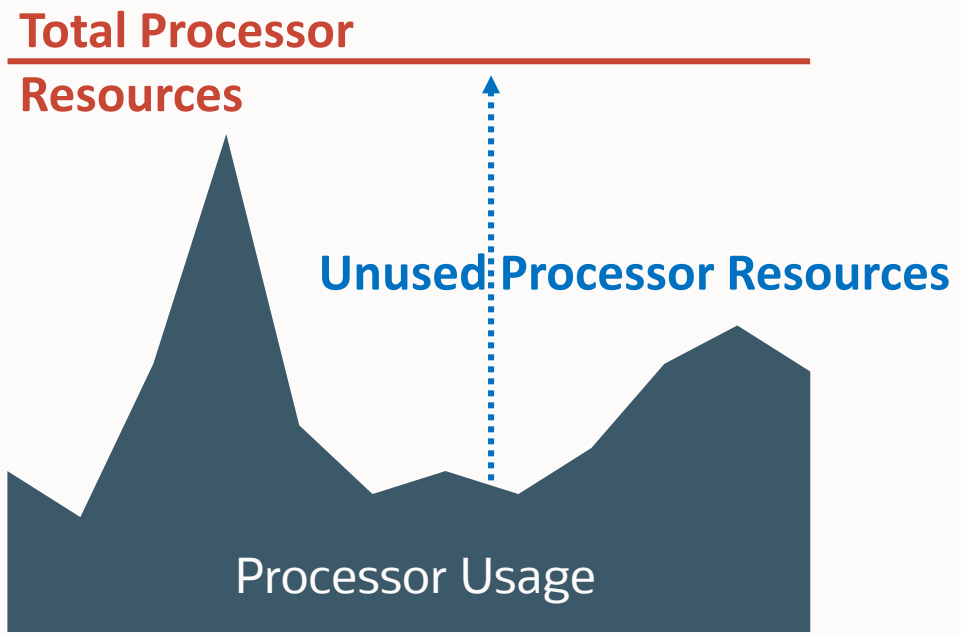 Total Processor
Resources
Unused Processor Resources
Processor Usage